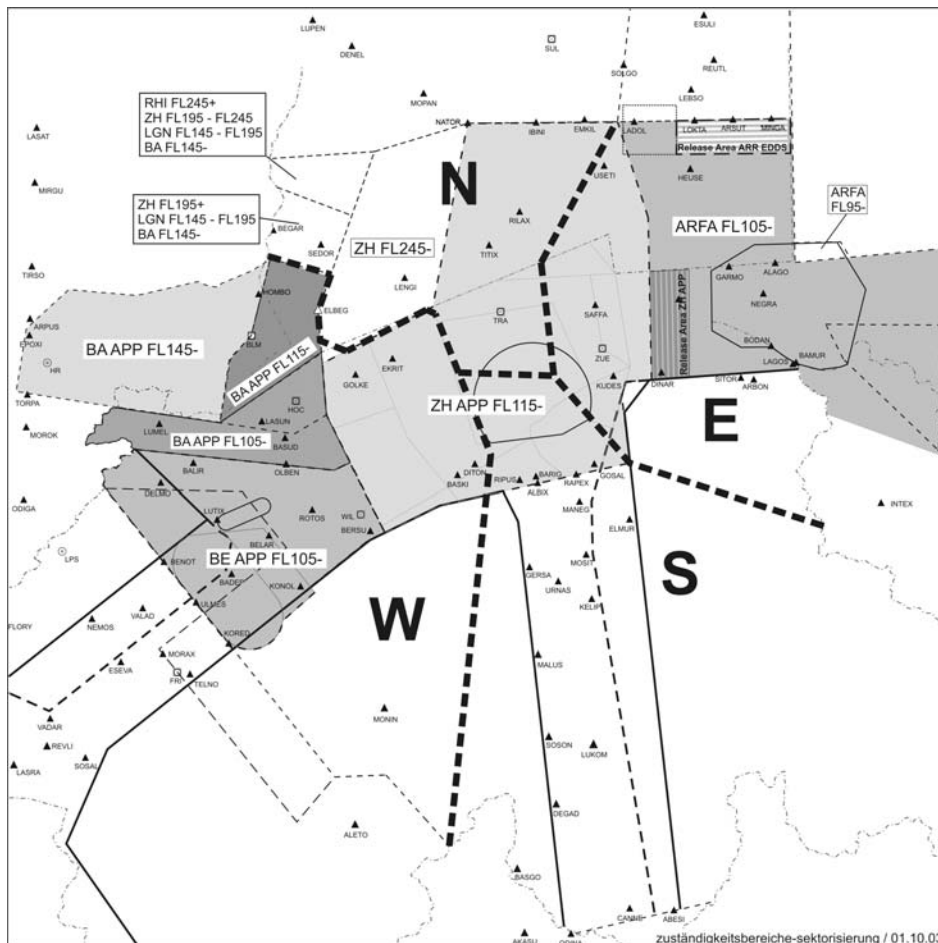 ESULI
LUPEN
SUL
DENEL
REUTL
SOLGO
MOPAN
LEBSO
RHI FL245+
ZH FL195 - FL245
LGN FL145 - FL195
BA FL145-
LASAT
NATOR
IBINI
EMKIL
LADOL
LOKTA
ARSUT
MINGA
Release Area ARR EDDS
N
USETI
HEUSE
MIRGU
ARFA
FL95-
ZH FL195+
LGN FL145 - FL195
BA FL145-
RILAX
ARFA FL105-
BEGAR
SEDOR
ZH FL245-
TITIX
TIRSO
LENGI
GARMO
ALAGO
HOMBO
NEGRA
Release Area ZH APP
ARPUS
ELBEG
TRA
SAFFA
EPOXI
BA APP FL145-
BLM
BODAN
HR
BA APP FL115-
EKRIT
ZUE
LAGOS
BAMUR
GOLKE
KUDES
DINAR
SITOR
ARBON
TORPA
HOC
ZH APP FL115-
E
LUMEL
LASUN
MOROK
BA APP FL105-
BASUD
BALIR
OLBEN
DITON
BASKI
RIPUS
BARIG
ALBIX
RAPEX
GOSAL
DELMO
ODIGA
LUTIX
ROTOS
WIL
BERSU
MANEG
INTEX
ELMUR
BELAR
LPS
BE APP FL105-
BENOT
MOSIT
S
GERSA
URNAS
KONOL
KELIP
ULMES
VALAD
W
FLORY
NEMOS
KORED
ESEVA
MORAX
MALUS
FRI
TELNO
MONIN
VADAR
REVLI
SOSON
LUKOM
LASRA
SOSAL
DEGAD
ALETO
BASGO
CANNE
ABESI
AKASU
zuständigkeitsbereiche-sektorisierung / 01.10.03